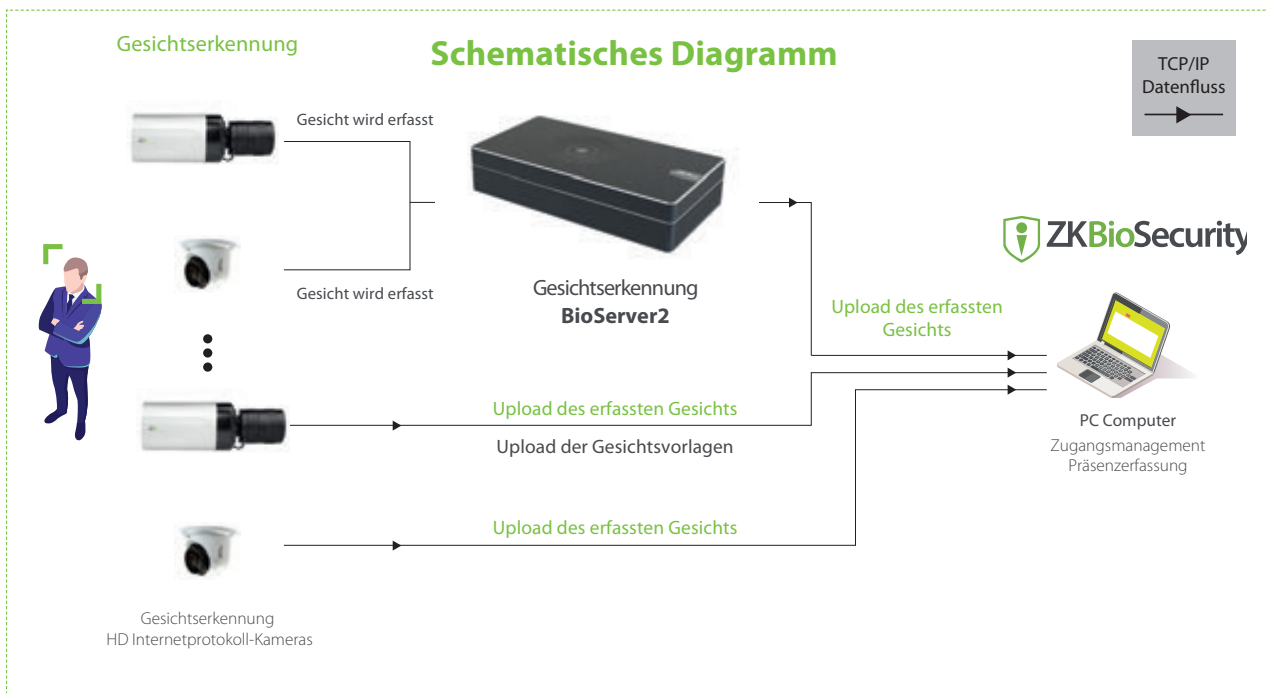 Gesichtserkennung
Schematisches Diagramm
TCP/IP
Datenfluss
Gesicht wird erfasst
Gesicht wird erfasst
Gesichtserkennung
BioServer2
ZKBioSecurity
Upload des erfassten
Gesichts
Upload des erfassten Gesichts
Upload der Gesichtsvorlagen
PC Computer
Zugangsmanagement
Präsenzerfassung
Upload des erfassten Gesichts
Gesichtserkennung
HD Internetprotokoll-Kameras